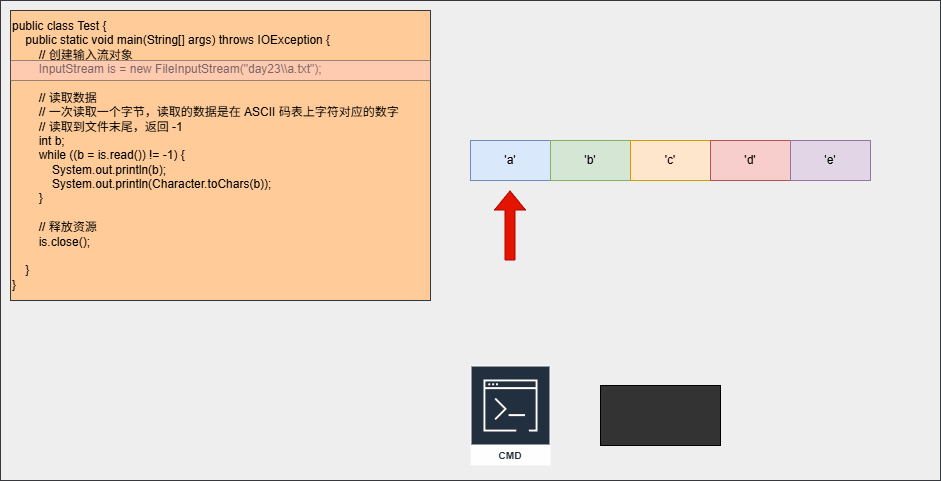 public class Test {
    public static void main(String[] args) throws IOException {
        // 创建输入流对象
        InputStream is = new FileInputStream("day23\\a.txt");
        // 读取数据
        // 一次读取一个字节，读取的数据是在 ASCII 码表上字符对应的数字
        // 读取到文件末尾，返回 -1
        int b;
        while ((b = is.read()) != -1) {
            System.out.println(b);
            System.out.println(Character.toChars(b));
        }
        // 释放资源
        is.close();
    }
}
'a' 'b' 'c' 'd' 'e'
CMD